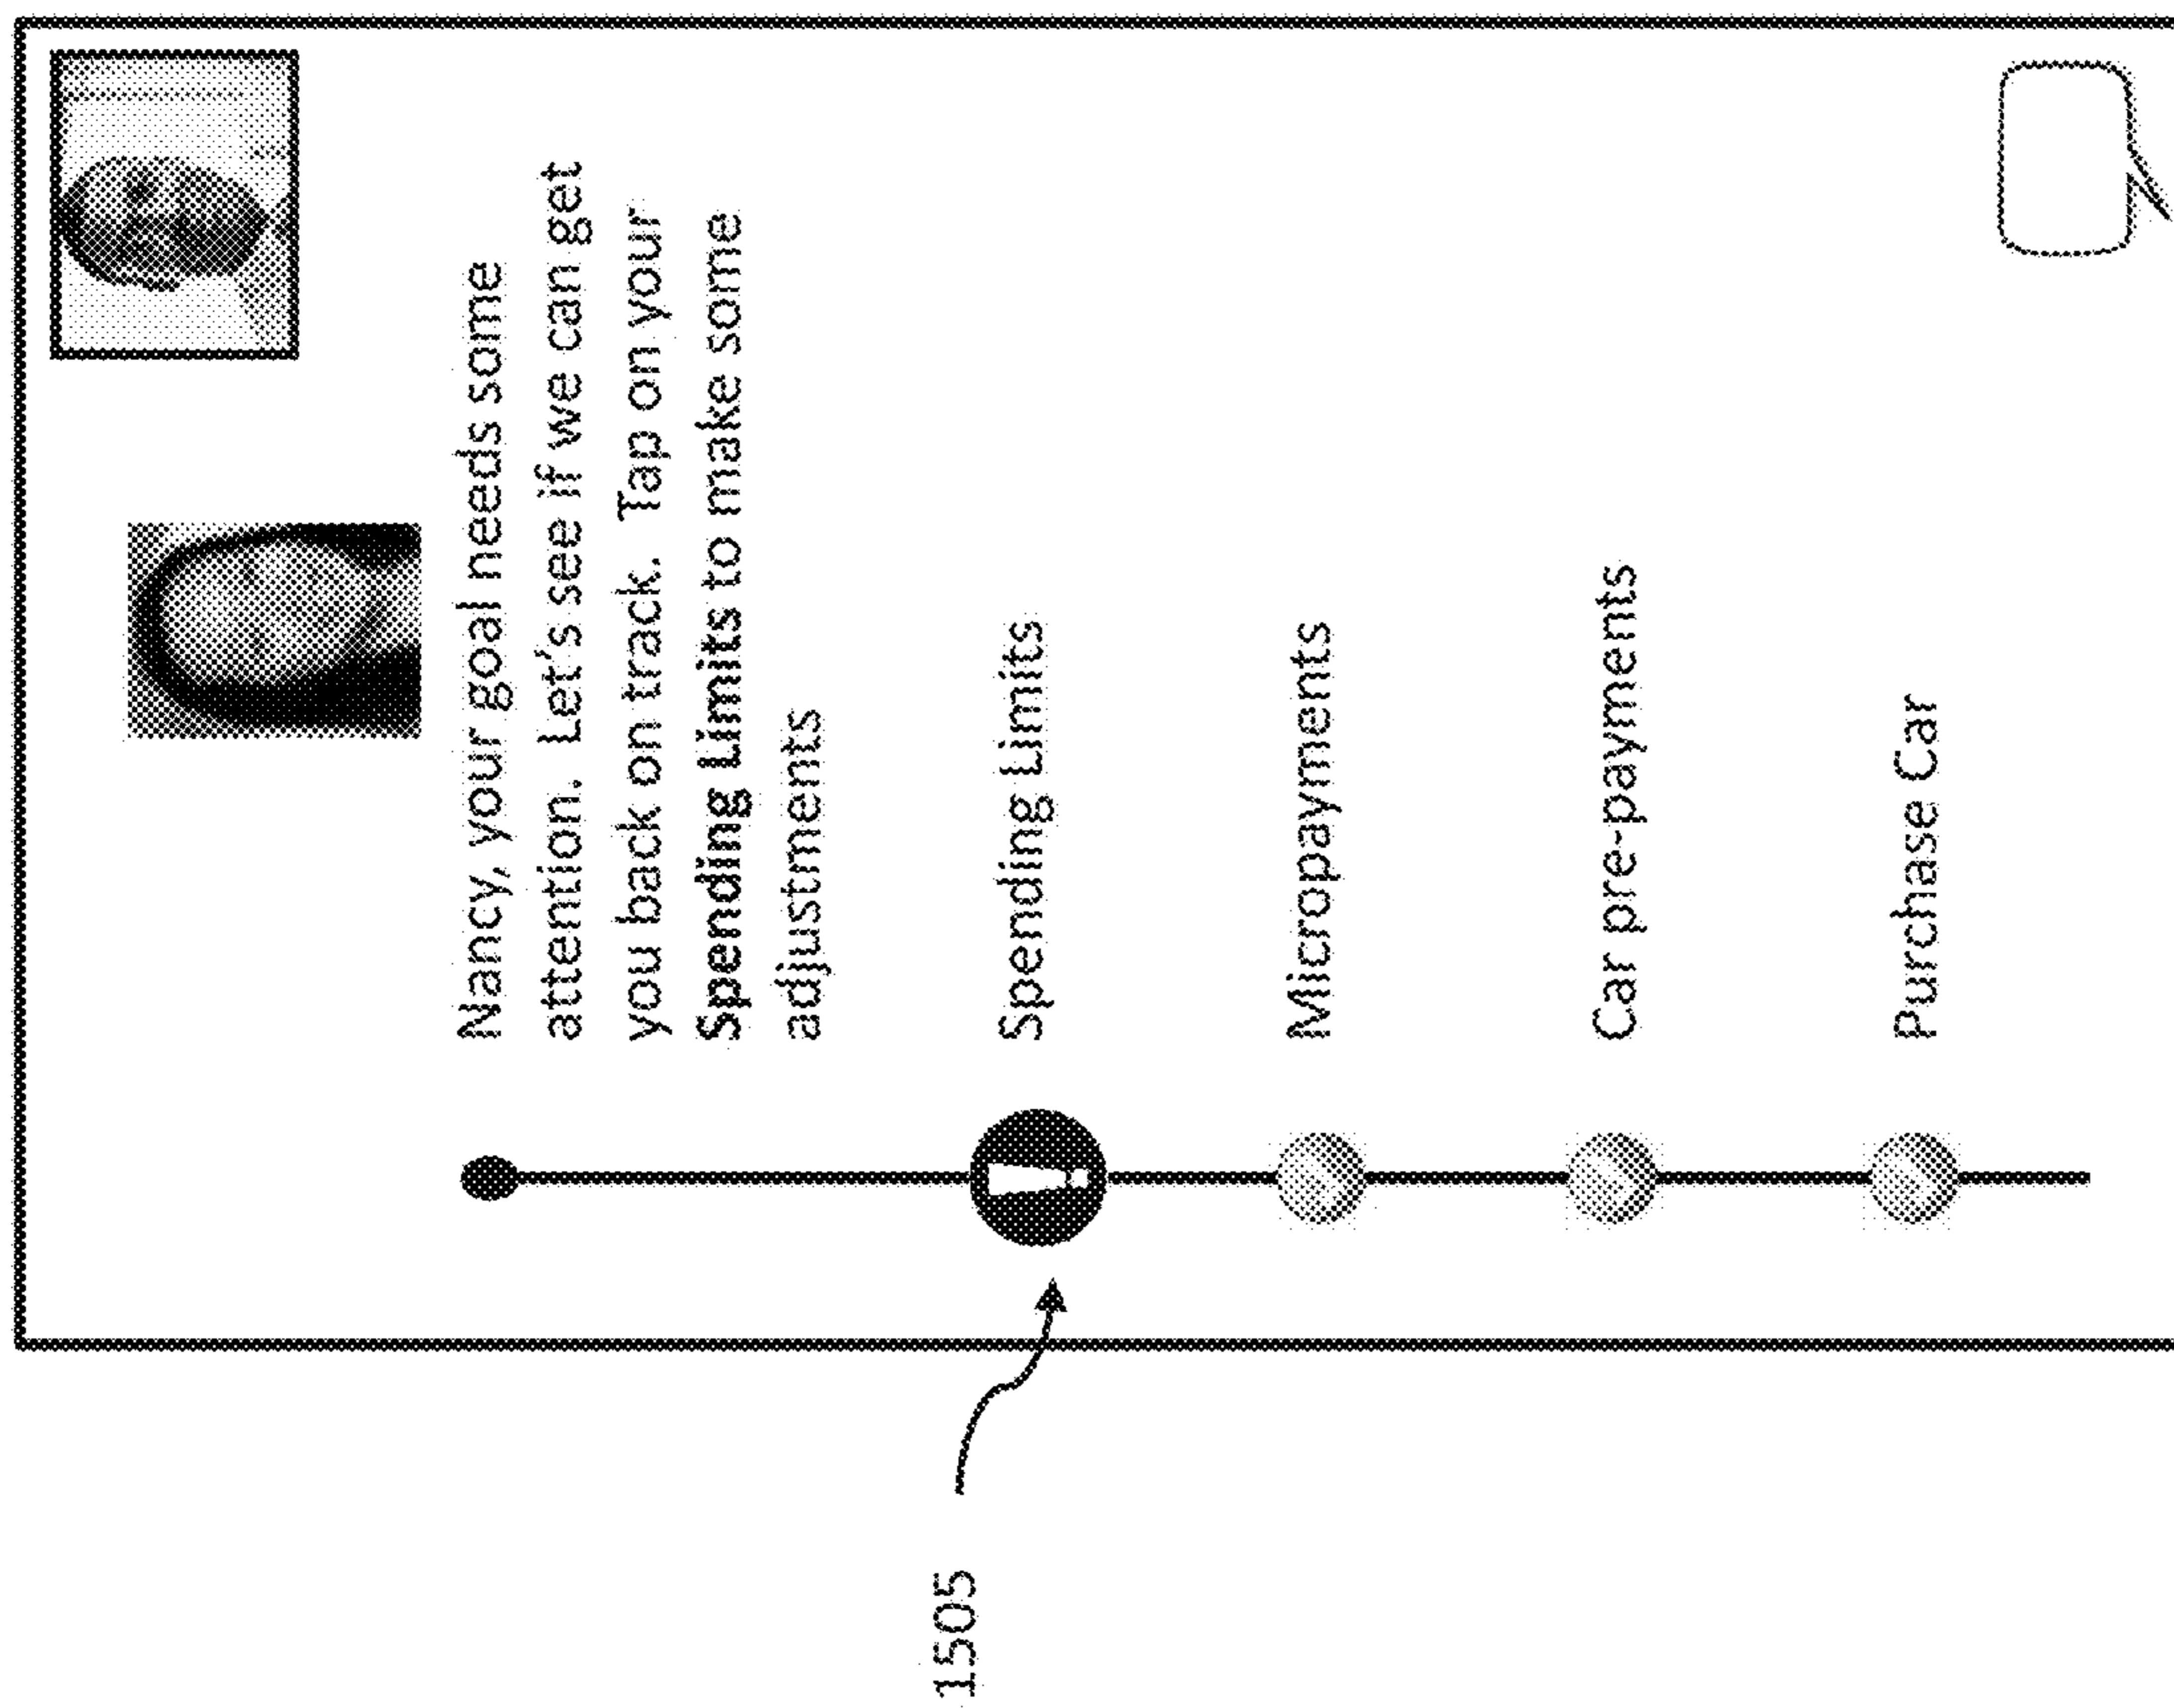 Nancy, your goal needs some
attention. Let's see if we can get
you back on track. Tap on your
Spending Limits to make some
adjustments
Spending Limits
Micropayments
Car pre-payments
Purchase Car
1505